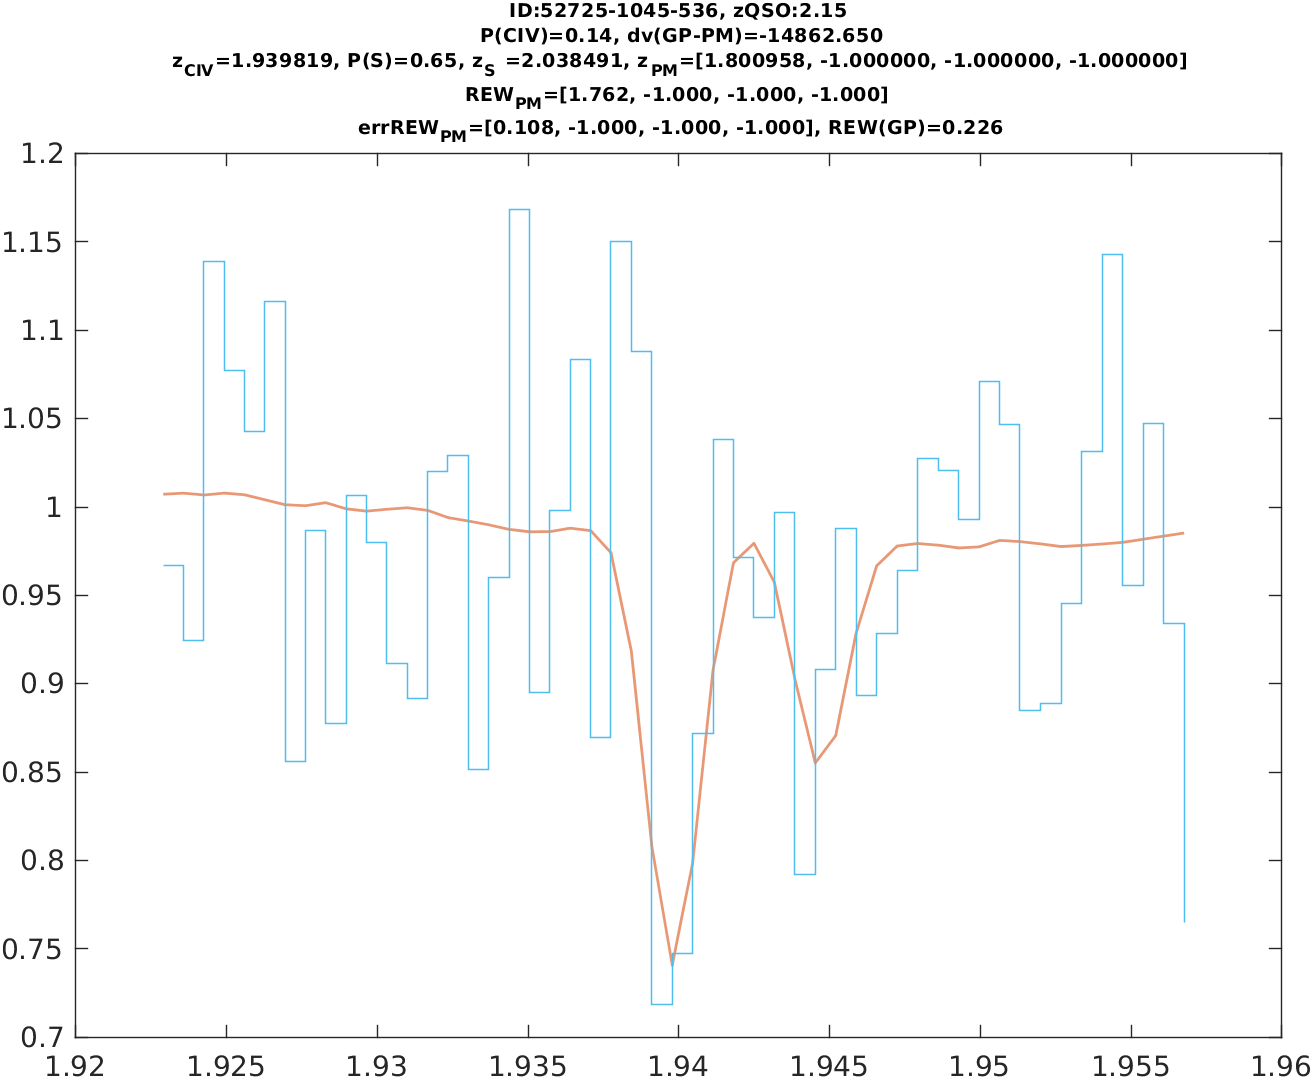 ID:52725-1045-536, zQSO:2.15
P(CIV)=0.14, dv(GP-PM)=-14862.650
zCIV=1.939819, P(S)=0.65, zS =2.038491, zPM=[1.800958, -1.000000, -1.000000, -1.000000]
REWPM=[1.762, -1.000, -1.000, -1.000]
errREWPM=[0.108, -1.000, -1.000, -1.000], REW(GP)=0.226
1.2
1.15
1.1
1.05
1
0.95
0.9
0.85
0.8
0.75
0.7
1.92 1.925 1.93 1.935 1.94 1.945 1.95 1.955 1.96